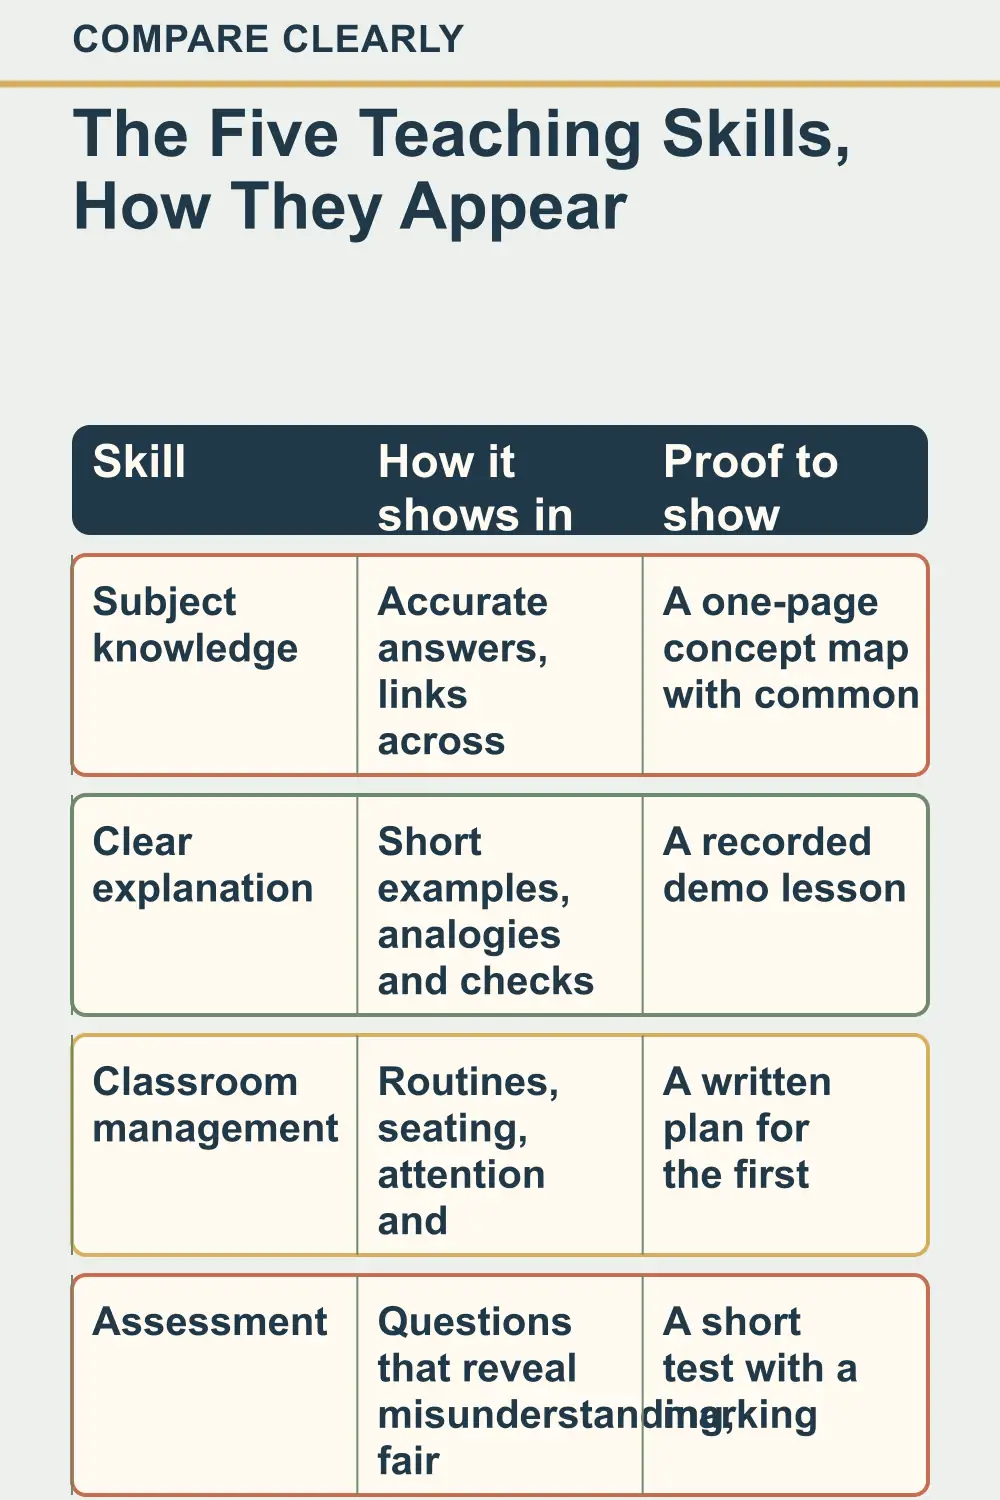 COMPARE CLEARLY
The Five Teaching Skills,
How They Appear
Skill
How it
shows in
Proof to
show
Subject
knowledge
Accurate
answers,
links
across
A one-page
concept map
with common
Clear
explanation
Short
examples,
analogies
and checks
A recorded
demo lesson
Classroom
management
Routines,
seating,
attention
and
A written
plan for
the first
Assessment
Questions
that reveal
misunderstanding,
fair
A short
test with a
marking